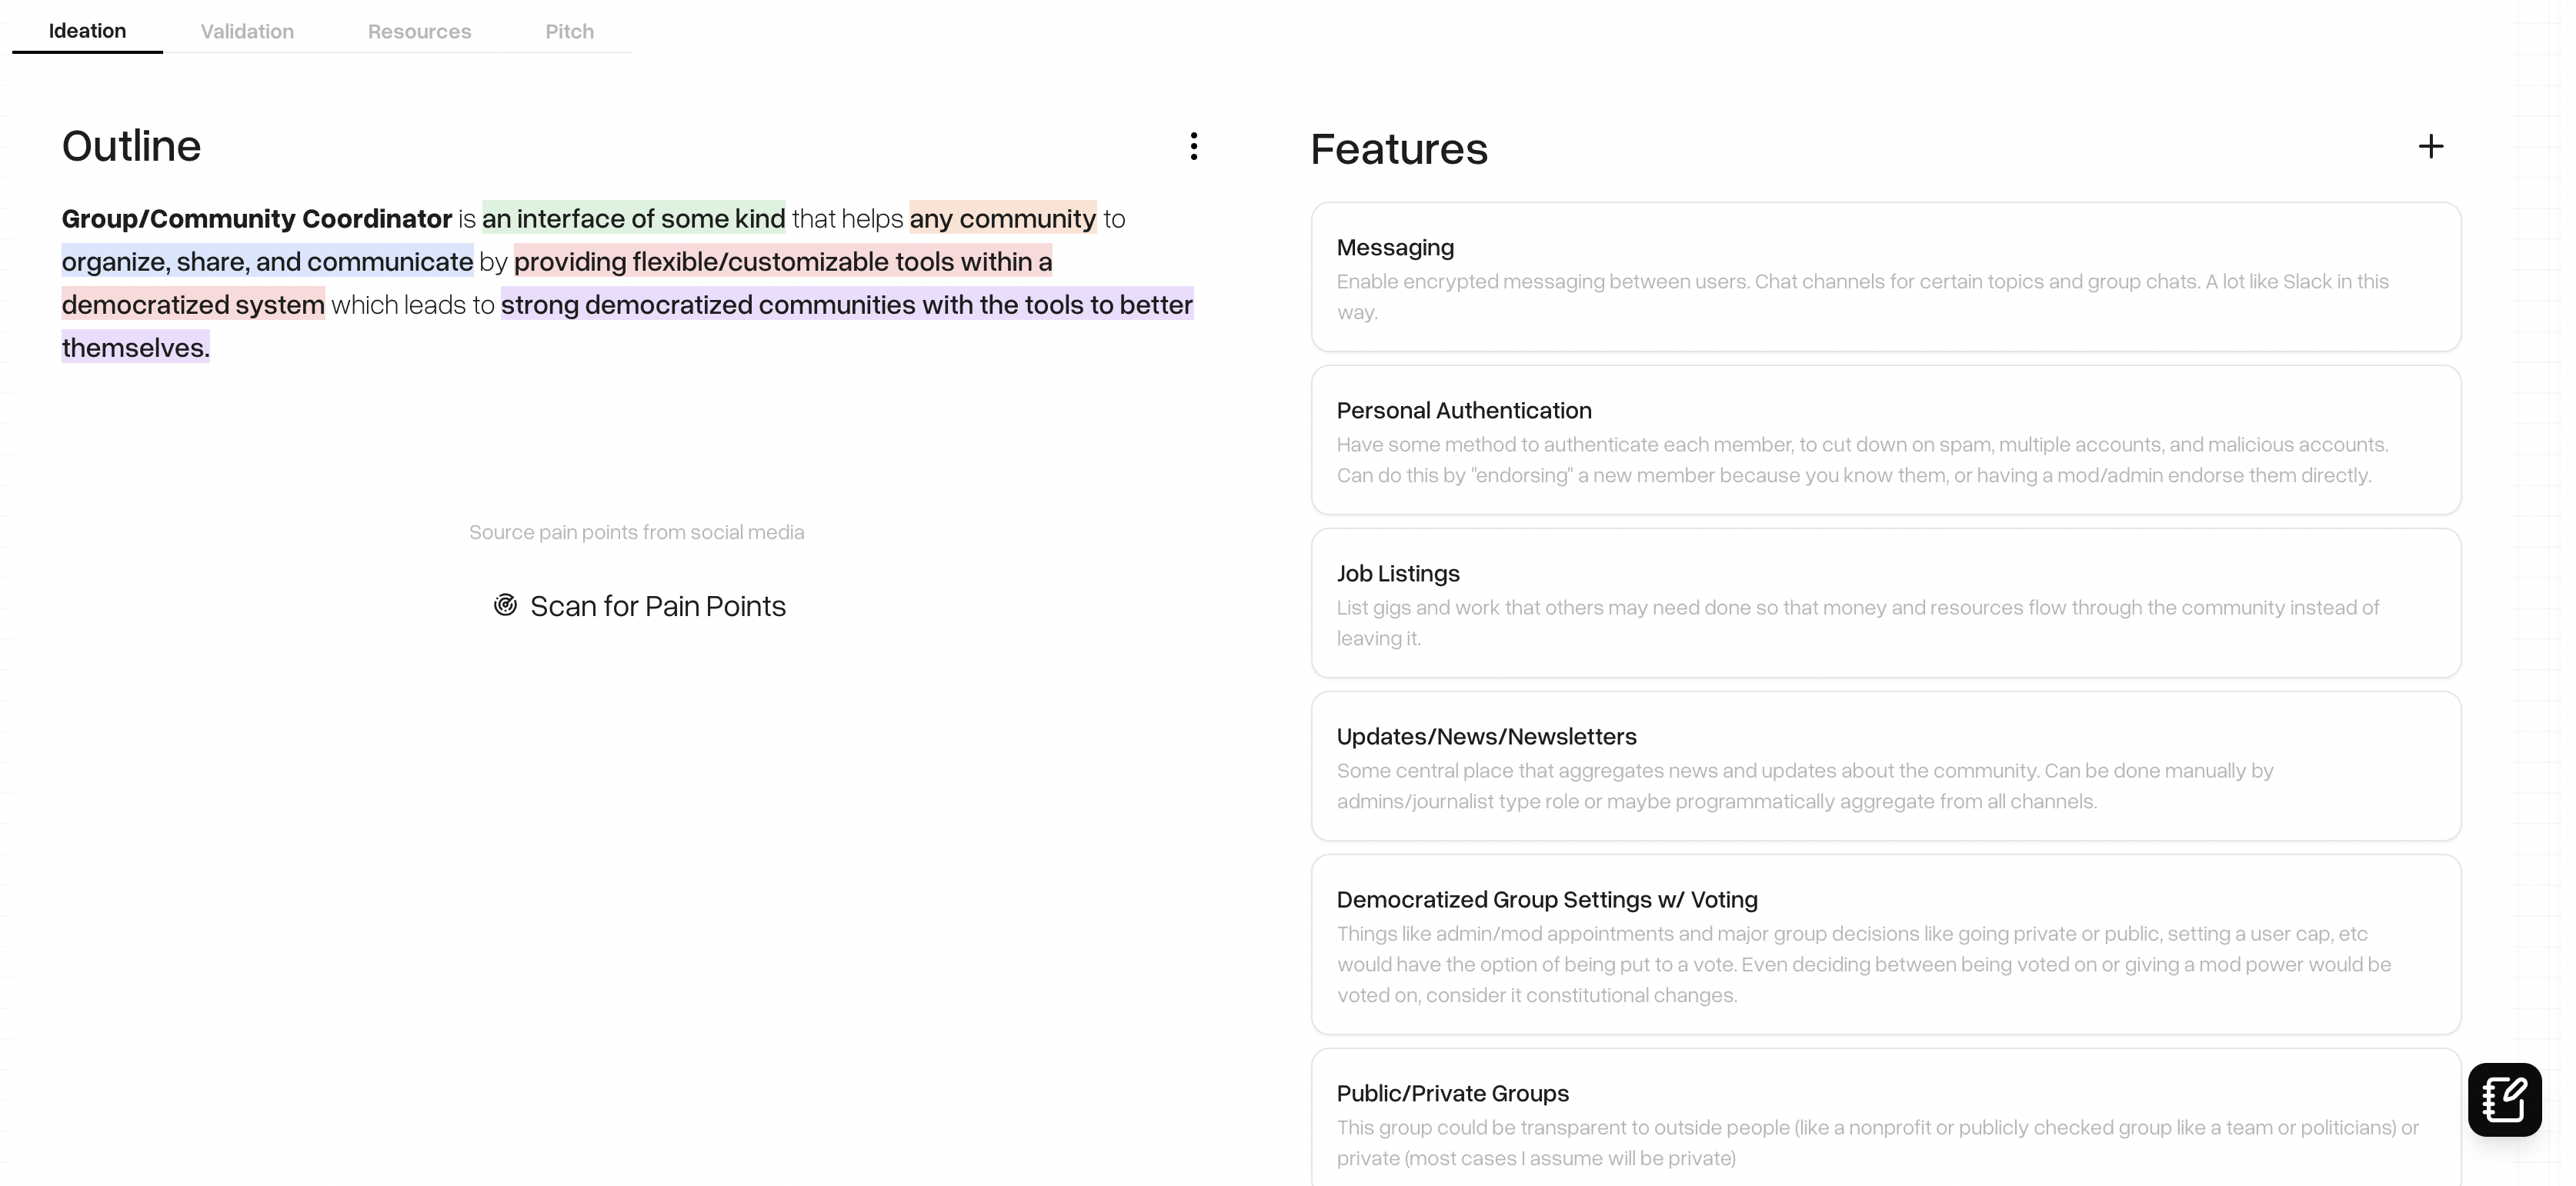 Ideation
Validation
Resources
Pitch
Outline
Group/Community Coordinator is an interface of some kind that helps any community to
organize, share, and communicate by providing flexible/customizable tools within a
democratized system which leads to strong democratized communities with the tools to better
themselves.
Source pain points from social media
Scan for Pain Points
Features
Messaging
Enable encrypted messaging between users. Chat channels for certain topics and group chats. A lot like Slack in this
way.
Personal Authentication
Have some method to authenticate each member, to cut down on spam, multiple accounts, and malicious accounts.
Can do this by "endorsing" a new member because you know them, or having a mod/admin endorse them directly.
Job Listings
List gigs and work that others may need done so that money and resources flow through the community instead of
leaving it.
Updates/News/Newsletters
Some central place that aggregates news and updates about the community. Can be done manually by
admins/journalist type role or maybe programmatically aggregate from all channels.
Democratized Group Settings w/ Voting
Things like admin/mod appointments and major group decisions like going private or public, setting a user cap, etc
would have the option of being put to a vote. Even deciding between being voted on or giving a mod power would be
voted on, consider it constitutional changes.
Public/Private Groups
This group could be transparent to outside people (like a nonprofit or publicly checked group like a team or politicians) or
private (most cases I assume will be private)